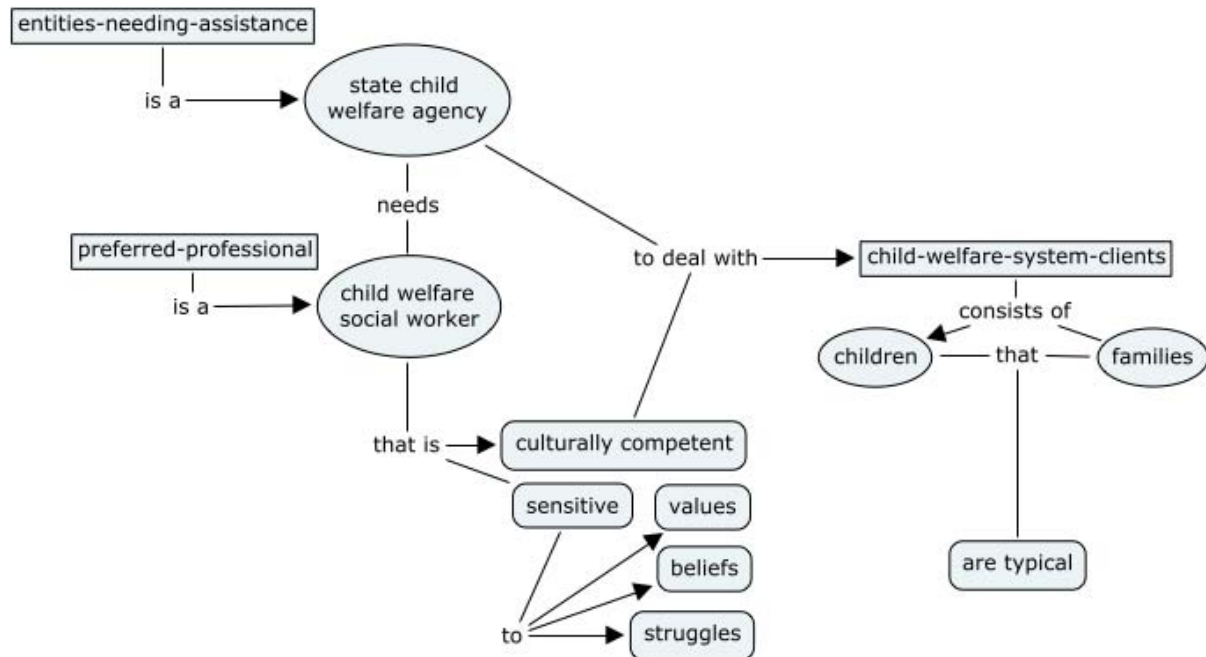 entities-needing-assistance
is a
state child
welfare agency
needs
preferred-professional
is a
child welfare
social worker
to deal with
child-welfare-system-clients
consists of
children
that
families
that is
culturally competent
sensitive
values
beliefs
are typical
to
struggles